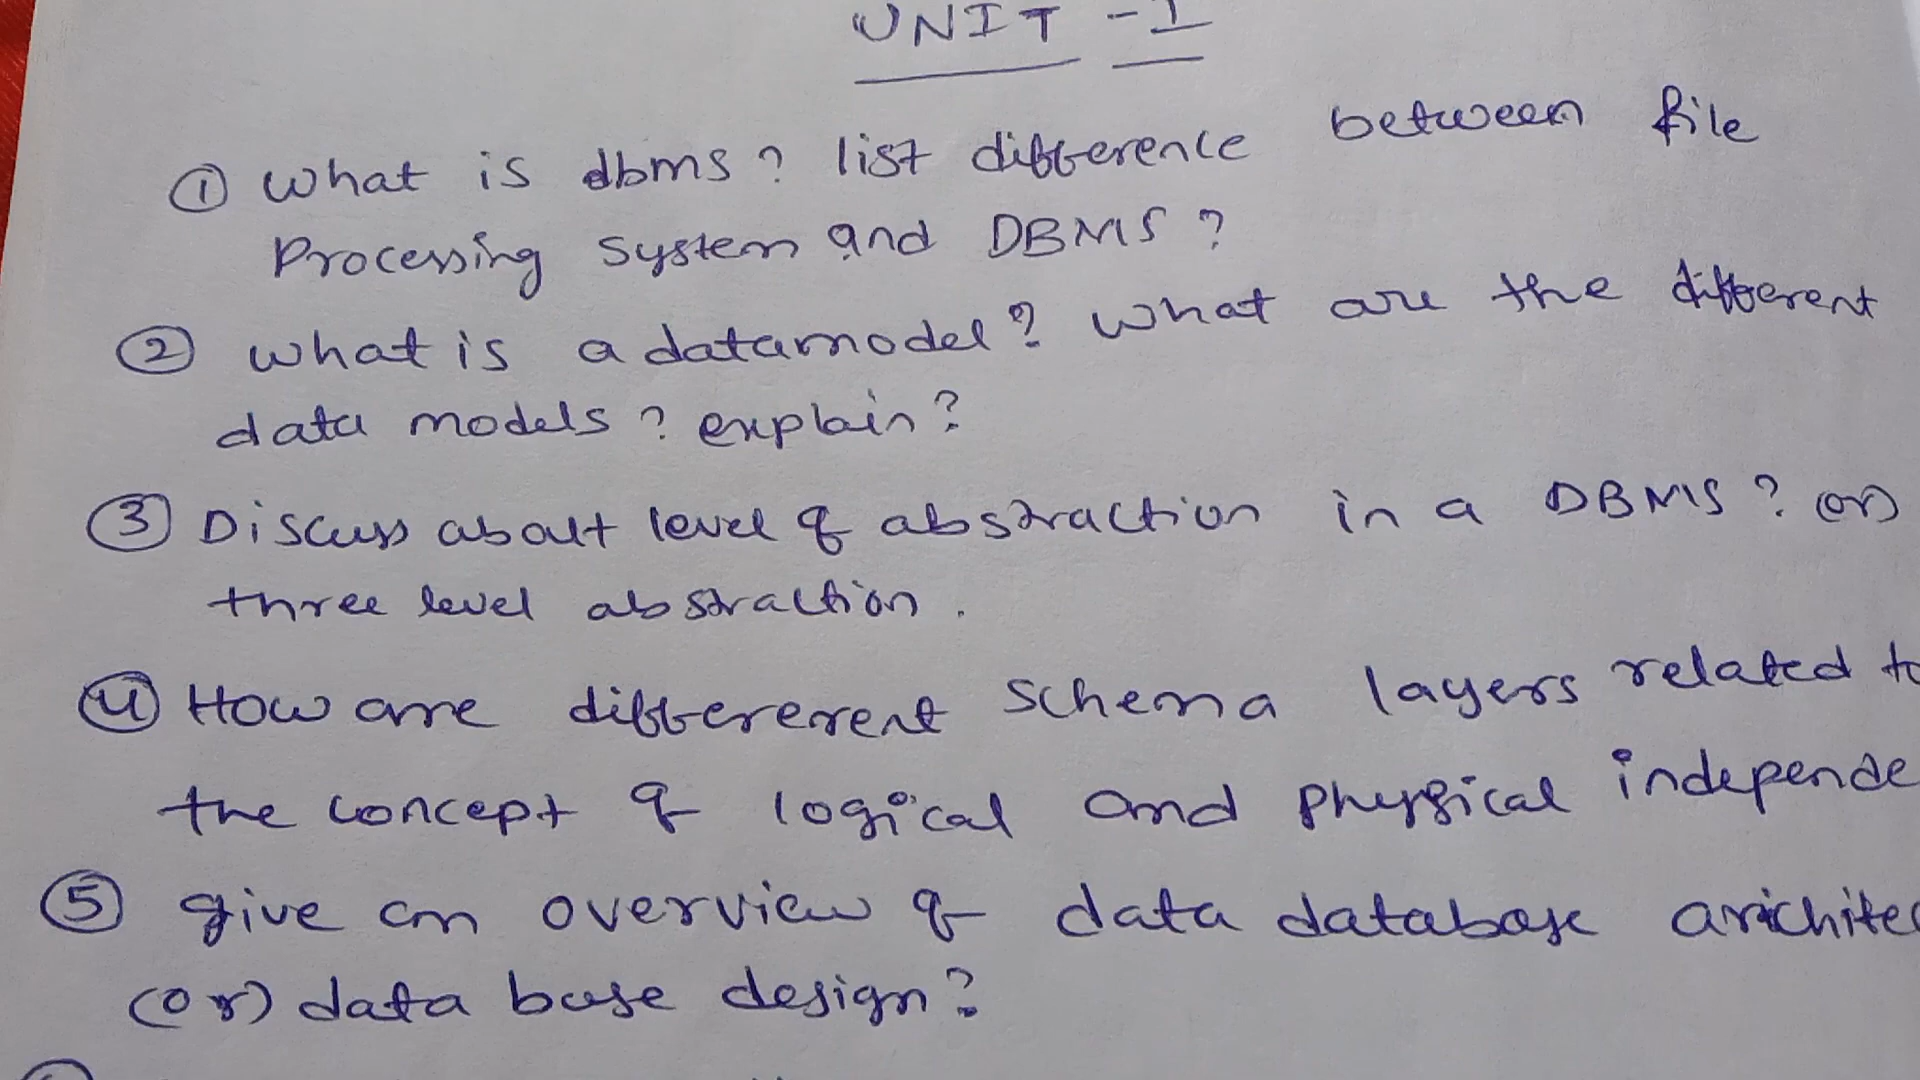 UNIT - I
① What is dbms? list difference between file
Processing System and DBMS?
② what is a datamodel? What are the different
data models? explain?
③ Discuss about level of abstraction in a DBMS? (or)
three level abstraction.
④ How are differerent schema layers related to
the concept of logical and physical independe
⑤ give an overview of data database architec
(or) data base design?